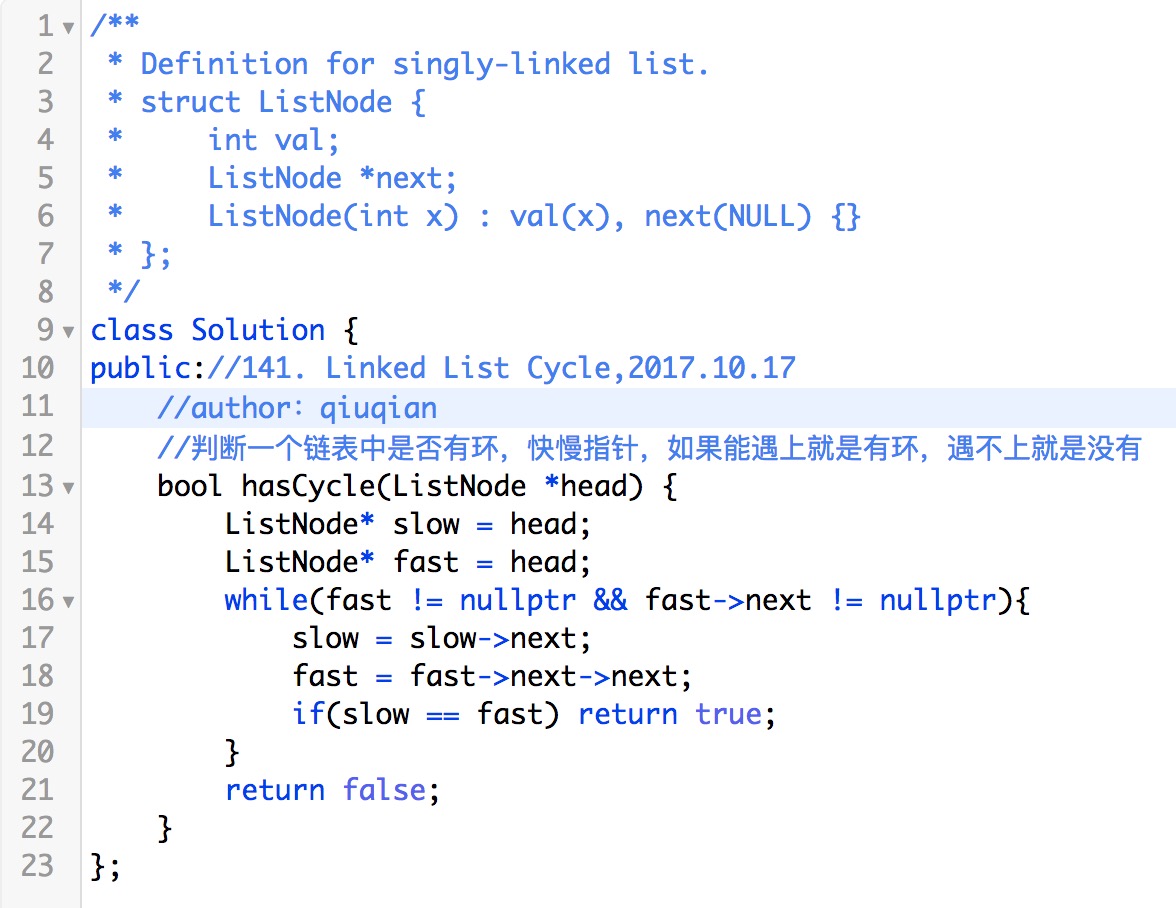 1 /**
2  * Definition for singly-linked list.
3  * struct ListNode {
4  *     int val;
5  *     ListNode *next;
6  *     ListNode(int x) : val(x), next(NULL) {}
7  * };
8  */
9 class Solution {
10 public://141. Linked List Cycle,2017.10.17
11     //author：qiuqian
12     //判断一个链表中是否有环，快慢指针，如果能遇上就是有环，遇不上就是没有
13     bool hasCycle(ListNode *head) {
14         ListNode* slow = head;
15         ListNode* fast = head;
16         while(fast != nullptr && fast->next != nullptr){
17             slow = slow->next;
18             fast = fast->next->next;
19             if(slow == fast) return true;
20         }
21         return false;
22     }
23 };